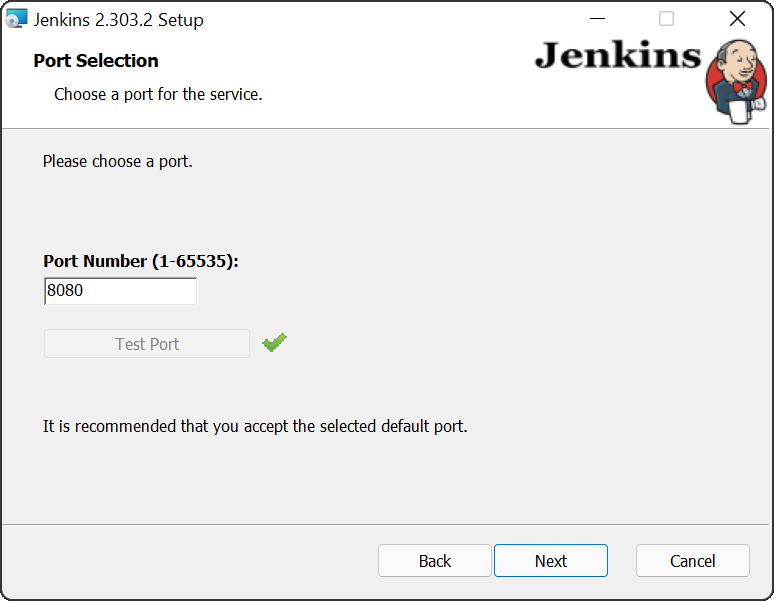 Jenkins 2.303.2 Setup
Port Selection
Jenkins
Choose a port for the service.
Please choose a port.
Port Number (1-65535):
8080
Test Port
It is recommended that you accept the selected default port.
Back
Next
Cancel